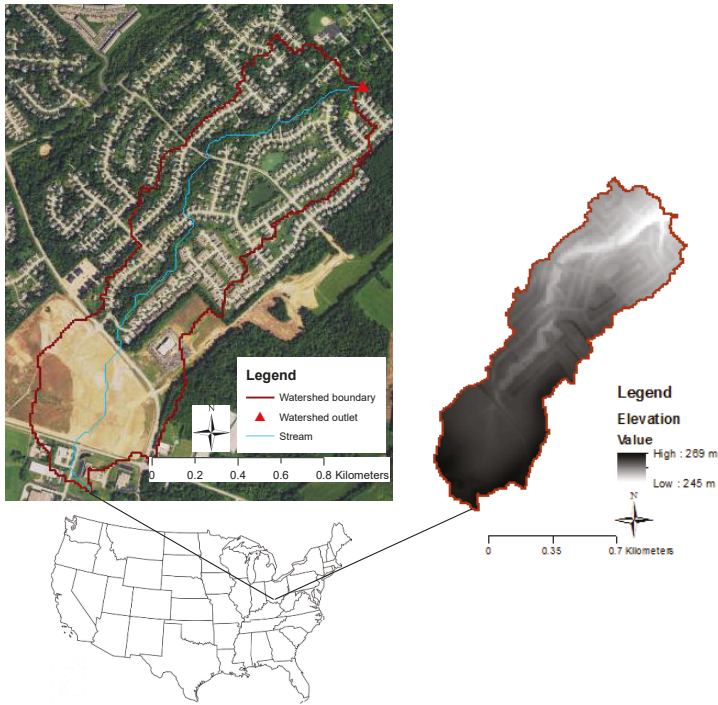 Legend
Watershed boundary
Watershed outlet
Stream
N
0 0.2 0.4 0.6 0.8 Kilometers
Legend
Elevation
Value
High : 269 m
Low : 245 m
N
0 0.35 0.7 Kilometers